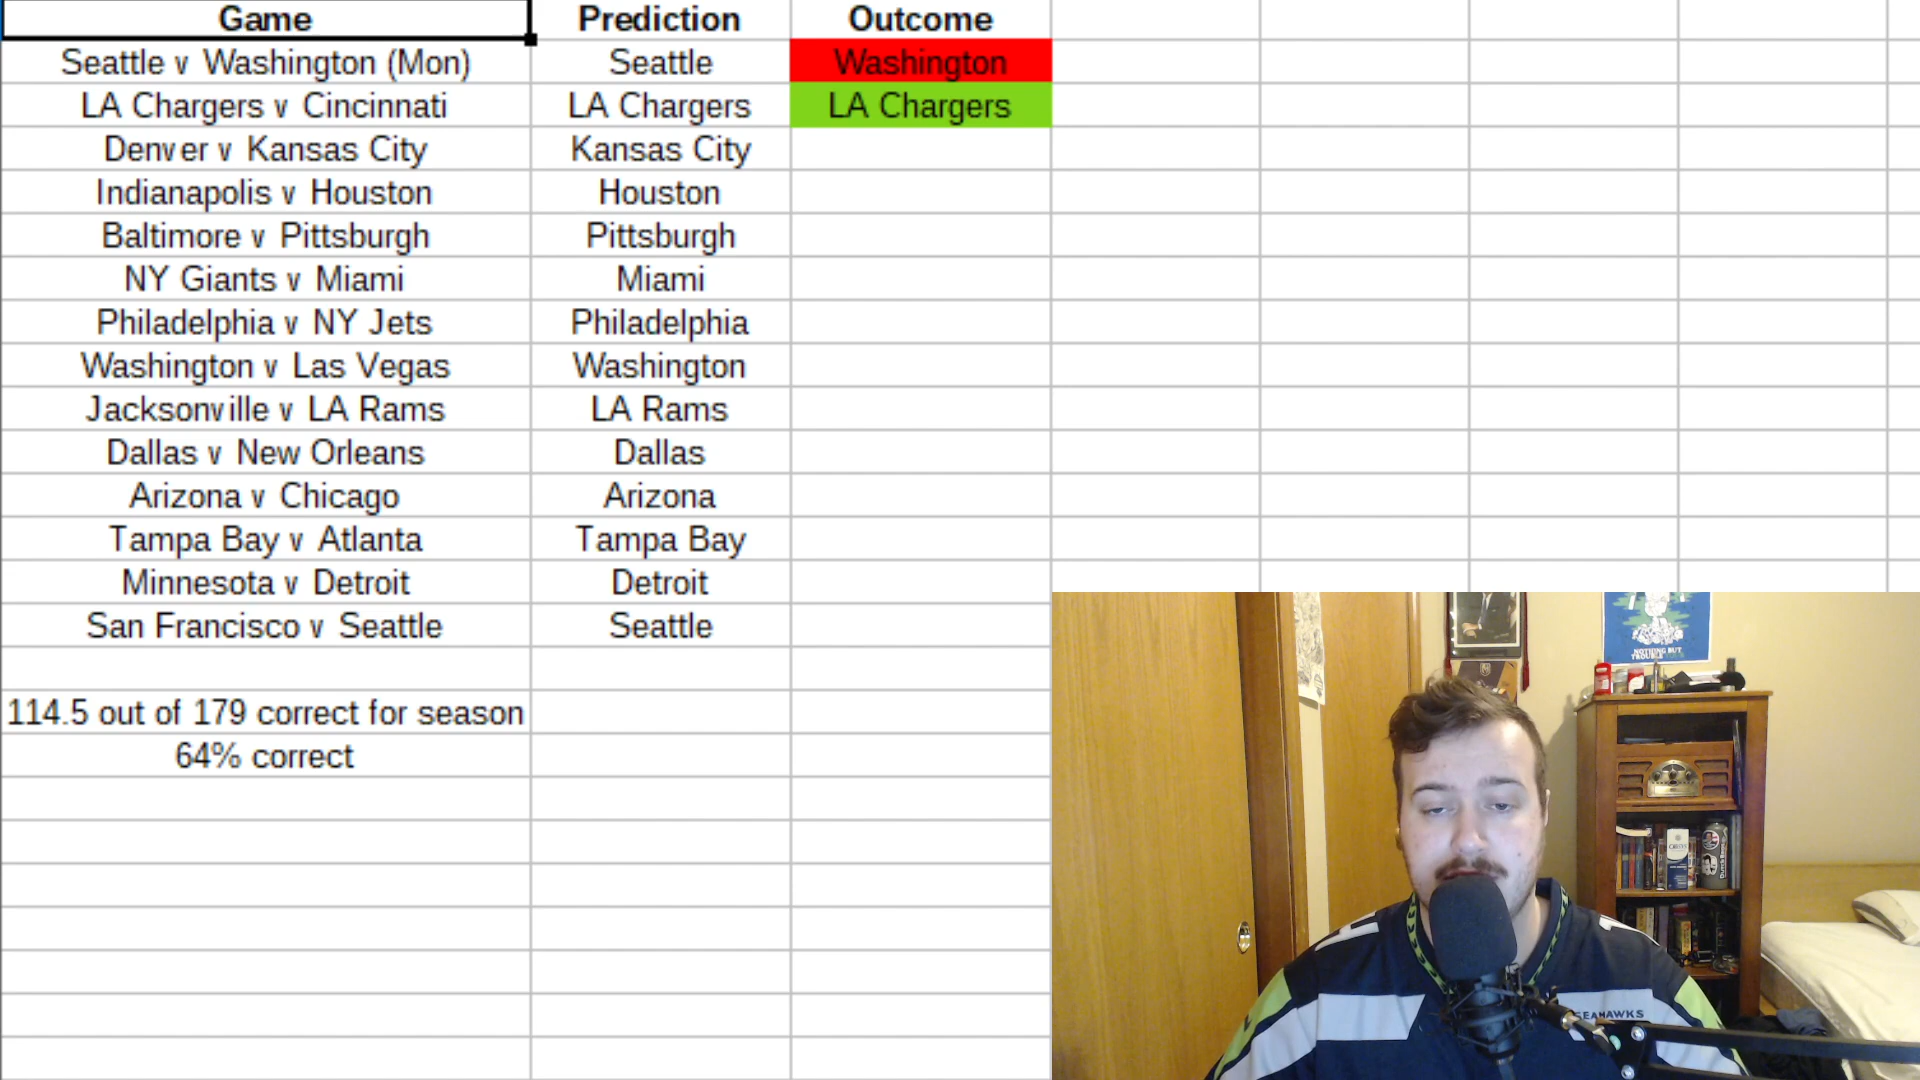 Game Prediction Outcome
Seattle v Washington (Mon) Seattle Washington
LA Chargers v Cincinnati LA Chargers LA Chargers
Denver v Kansas City Kansas City
Indianapolis v Houston Houston
Baltimore v Pittsburgh Pittsburgh
NY Giants v Miami Miami
Philadelphia v NY Jets Philadelphia
Washington v Las Vegas Washington
Jacksonville v LA Rams LA Rams
Dallas v New Orleans Dallas
Arizona v Chicago Arizona
Tampa Bay v Atlanta Tampa Bay
Minnesota v Detroit Detroit
San Francisco v Seattle Seattle
114.5 out of 179 correct for season
64% correct
NOTHING BUT
TROUBLE
SEAHAWKS